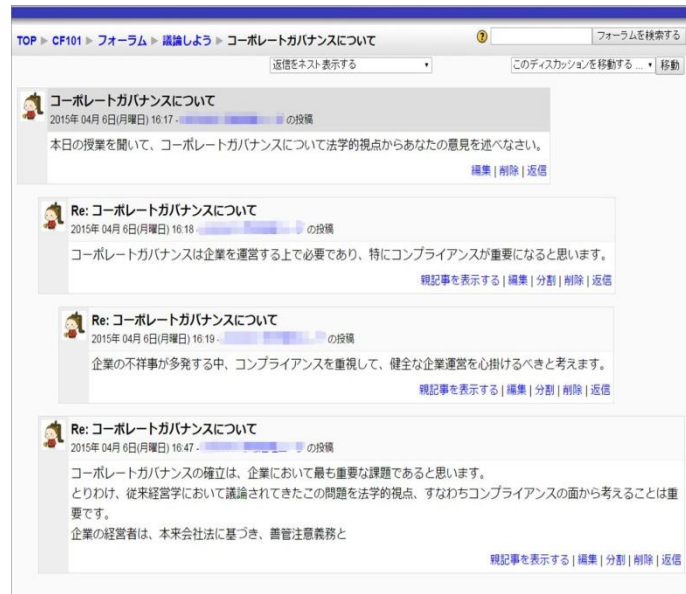 TOP ► CF101 ► フォーラム ► 議論しよう ► コーポレートガバナンスについて
フォーラムを検索する
返信をネスト表示する
このディスカッションを移動する ...
移動
コーポレートガバナンスについて
2015年 04月 6日(月曜日) 16:17 - の投稿
本日の授業を聞いて、コーポレートガバナンスについて法学的視点からあなたの意見を述べなさい。
編集 | 削除 | 返信
Re: コーポレートガバナンスについて
2015年 04月 6日(月曜日) 16:18 - の投稿
コーポレートガバナンスは企業を運営する上で必要であり、特にコンプライアンスが重要になると思います。
親記事を表示する | 編集 | 分割 | 削除 | 返信
Re: コーポレートガバナンスについて
2015年 04月 6日(月曜日) 16:19 - の投稿
企業の不祥事が多発する中、コンプライアンスを重視して、健全な企業運営を心掛けるべきと考えます。
親記事を表示する | 編集 | 分割 | 削除 | 返信
Re: コーポレートガバナンスについて
2015年 04月 6日(月曜日) 16:47 - の投稿
コーポレートガバナンスの確立は、企業において最も重要な課題であると思います。
とりわけ、従来経営学において議論されてきたこの問題を法学的視点、すなわちコンプライアンスの面から考えることは重
要です。
企業の経営者は、本来会社法に基づき、善管注意義務と
親記事を表示する | 編集 | 分割 | 削除 | 返信